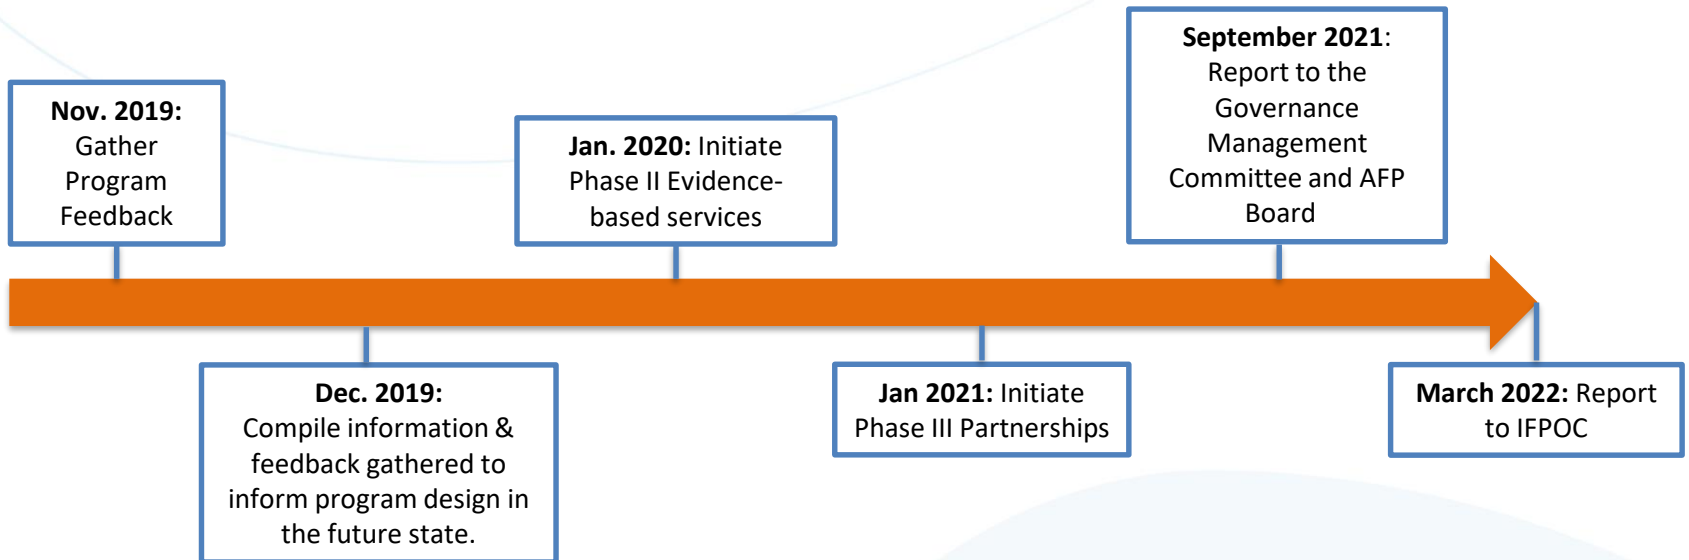 Nov. 2019:
Gather
Program
Feedback
Dec. 2019:
Compile information &
feedback gathered to
inform program design in
the future state.
Jan. 2020: Initiate
Phase II Evidence-
based services
Jan 2021: Initiate
Phase III Partnerships
September 2021:
Report to the
Governance
Management
Committee and AFP
Board
March 2022: Report
to IFPOC